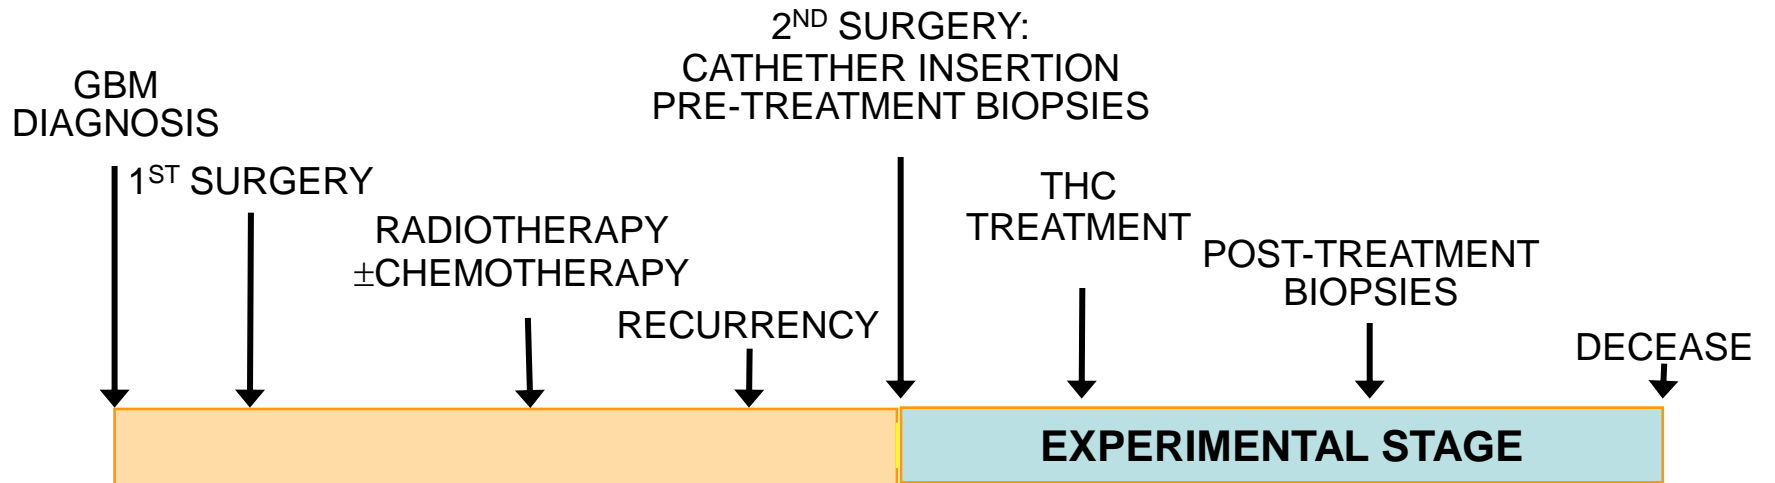 GBM
DIAGNOSIS
1ST SURGERY
RADIOTHERAPY
±CHEMOTHERAPY
RECURRENCY
2ND SURGERY:
CATHETHER INSERTION
PRE-TREATMENT BIOPSIES
THC
TREATMENT
POST-TREATMENT
BIOPSIES
DECEASE
EXPERIMENTAL STAGE